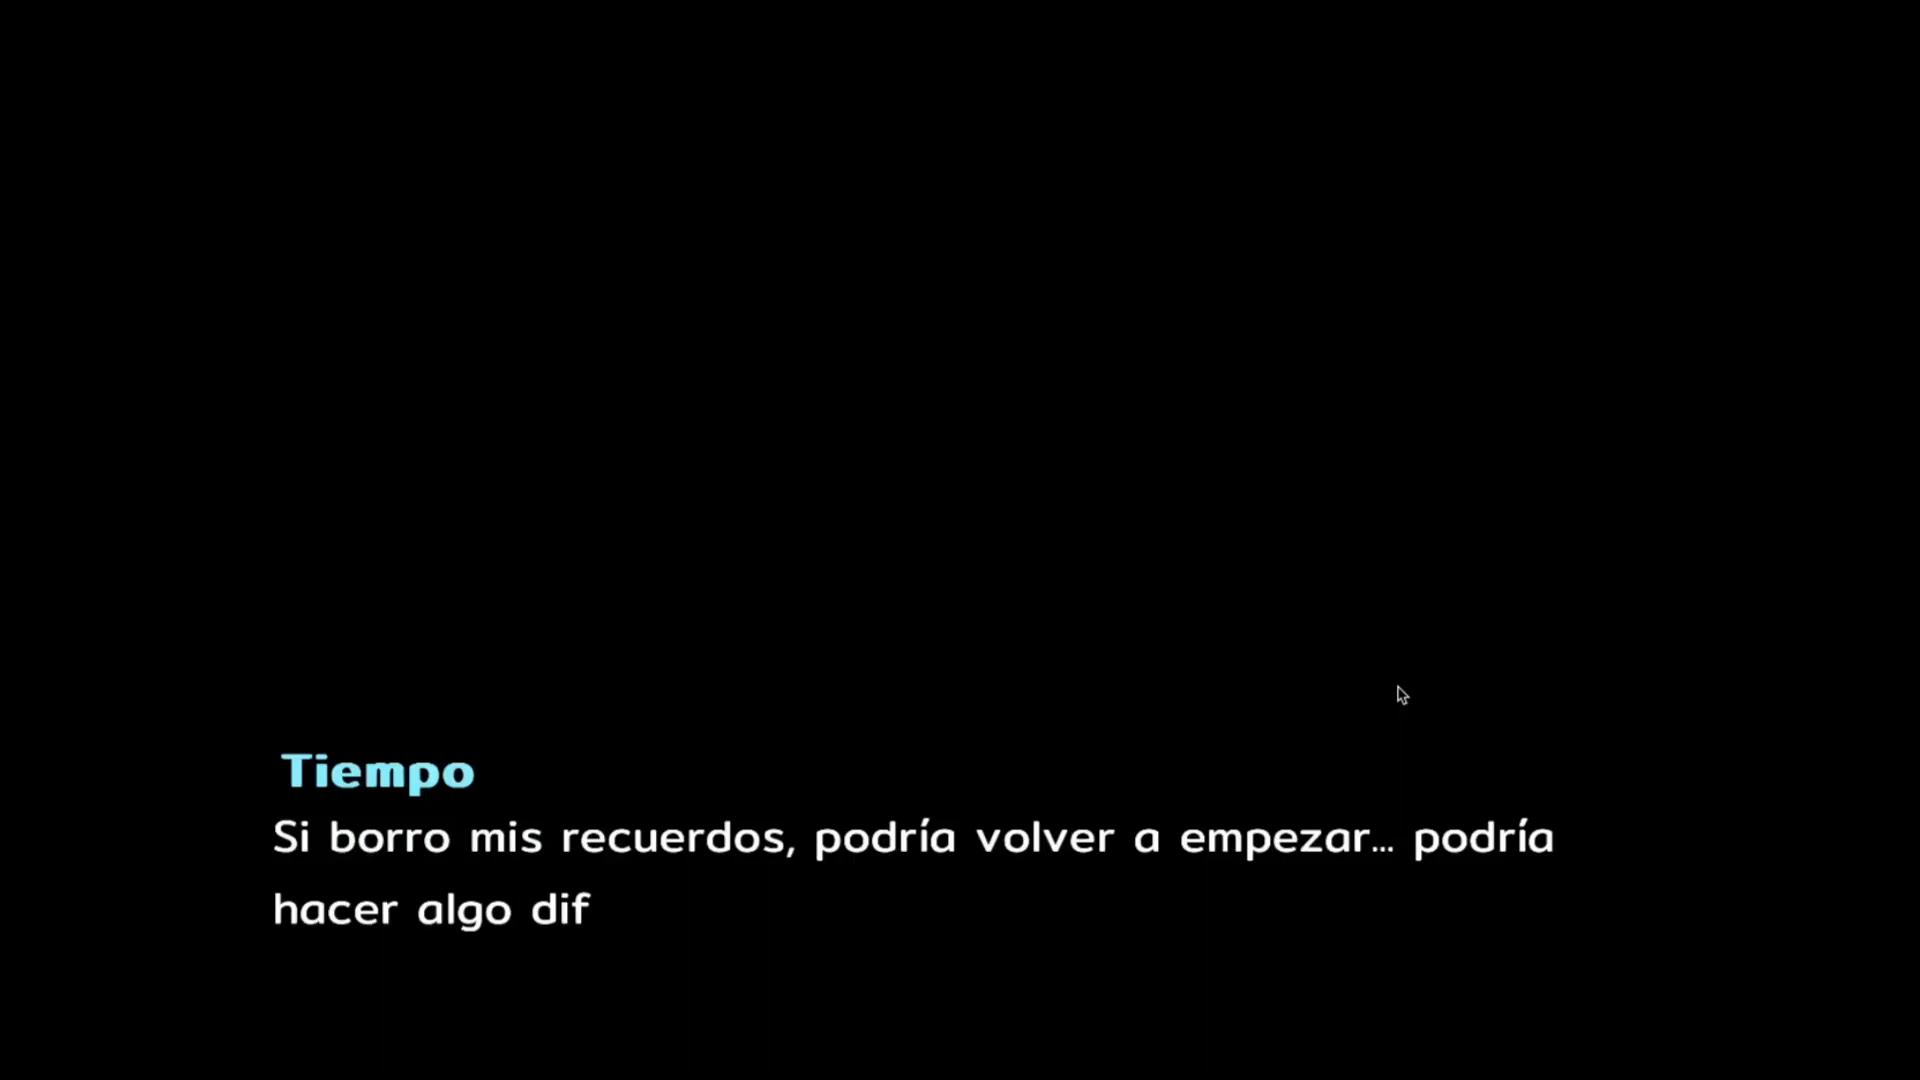 Tiempo
Si borro mis recuerdos, podría volver a empezar... podría
hacer algo dif